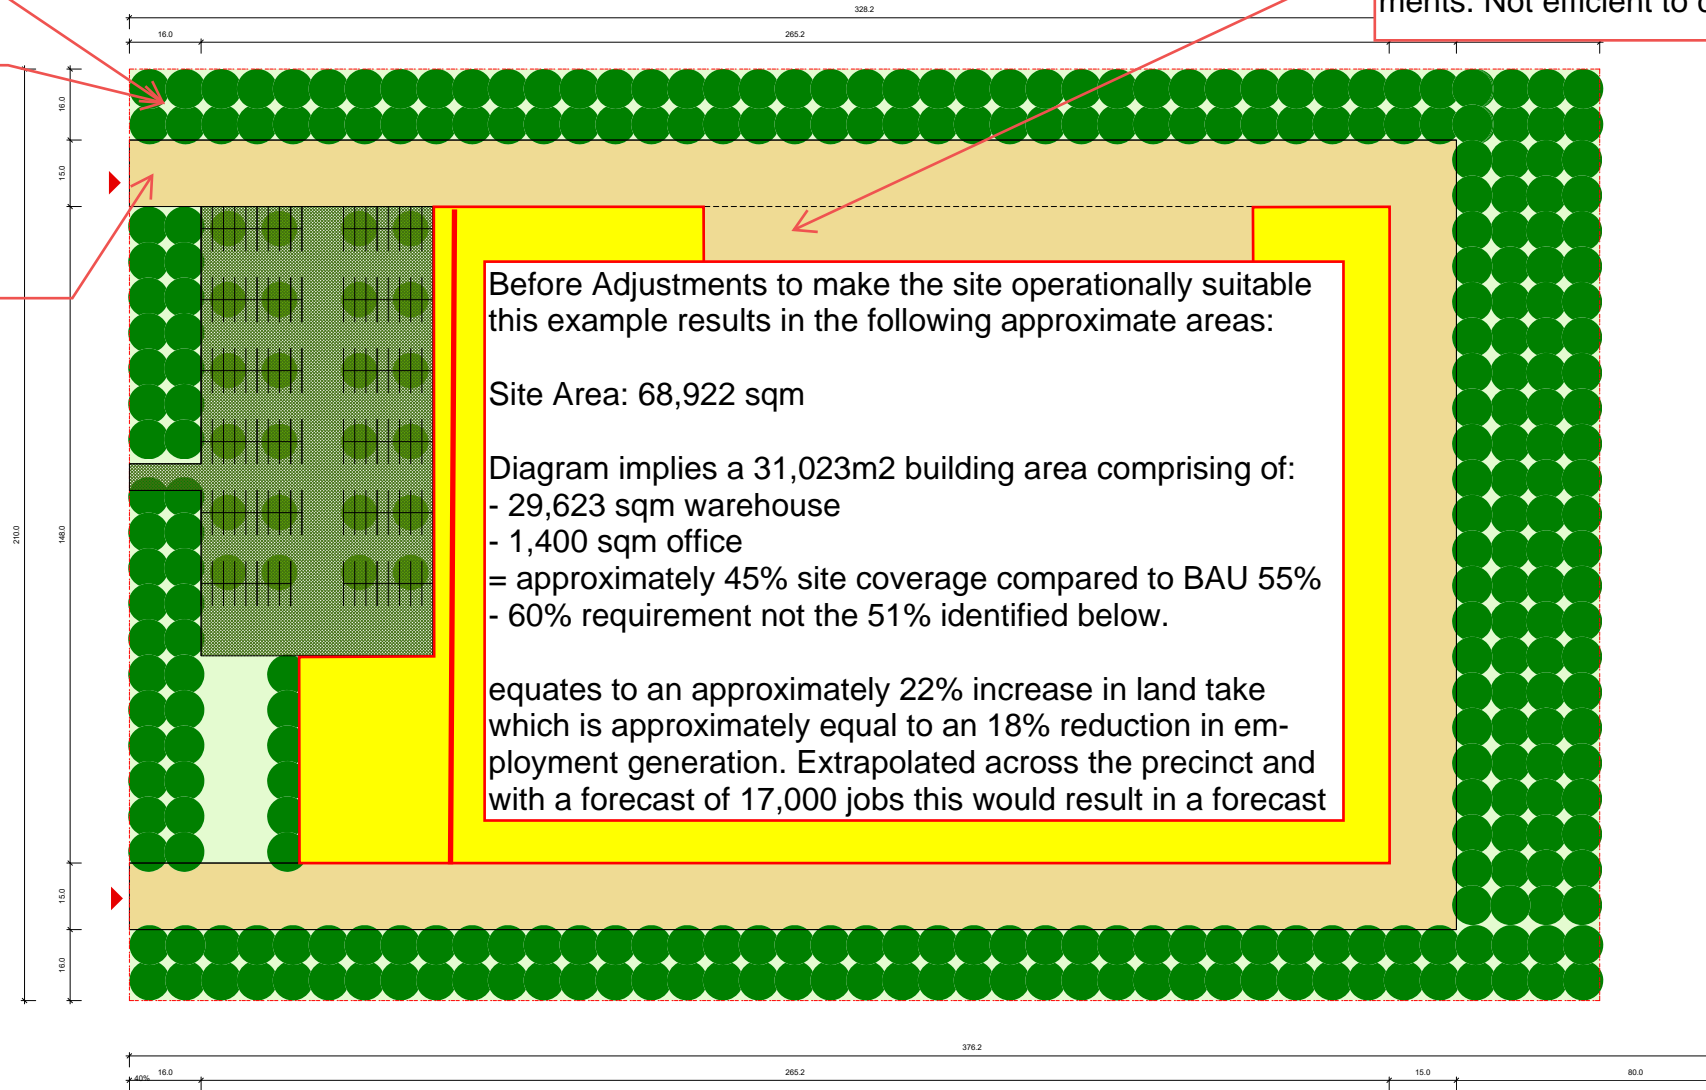 ments. Not efficient to
328.2
16.0
265.2
16.0
15.0
210.0
148.0
15.0
16.0
Before Adjustments to make the site operationally suitable
this example results in the following approximate areas:
Site Area: 68,922 sqm
Diagram implies a 31,023m2 building area comprising of:
- 29,623 sqm warehouse
- 1,400 sqm office
= approximately 45% site coverage compared to BAU 55%
- 60% requirement not the 51% identified below.
equates to an approximately 22% increase in land take
which is approximately equal to an 18% reduction in em-
ployment generation. Extrapolated across the precinct and
with a forecast of 17,000 jobs this would result in a forecast
376.2
40%
16.0
265.2
15.0
80.0